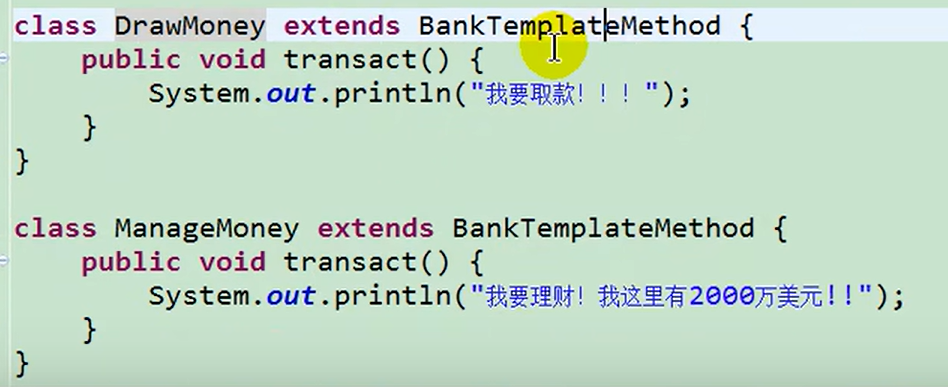 class DrawMoney extends BankTemplateMethod {
public void transact() {
System.out.println("我要取款！！！");
}
}
class ManageMoney extends BankTemplateMethod {
public void transact() {
System.out.println("我要理财！我这里有2000万美元!!");
}
}